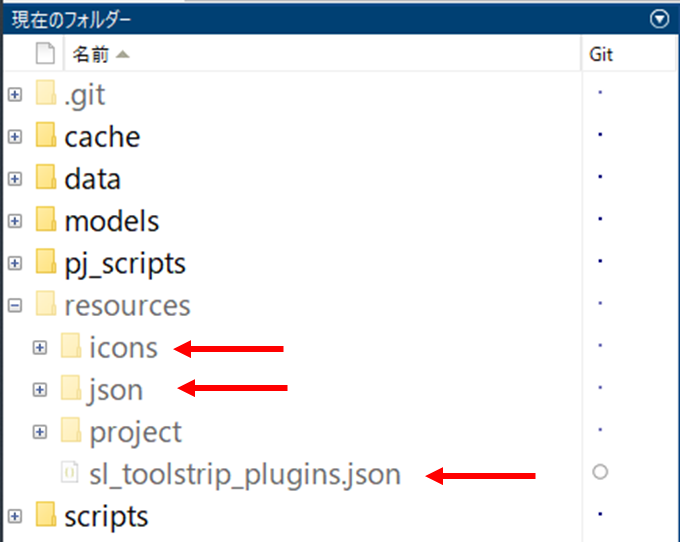 現在のフォルダー
名前 Git
.git
cache
data
models
pj_scripts
resources
icons
json
project
sl_toolstrip_plugins.json
scripts